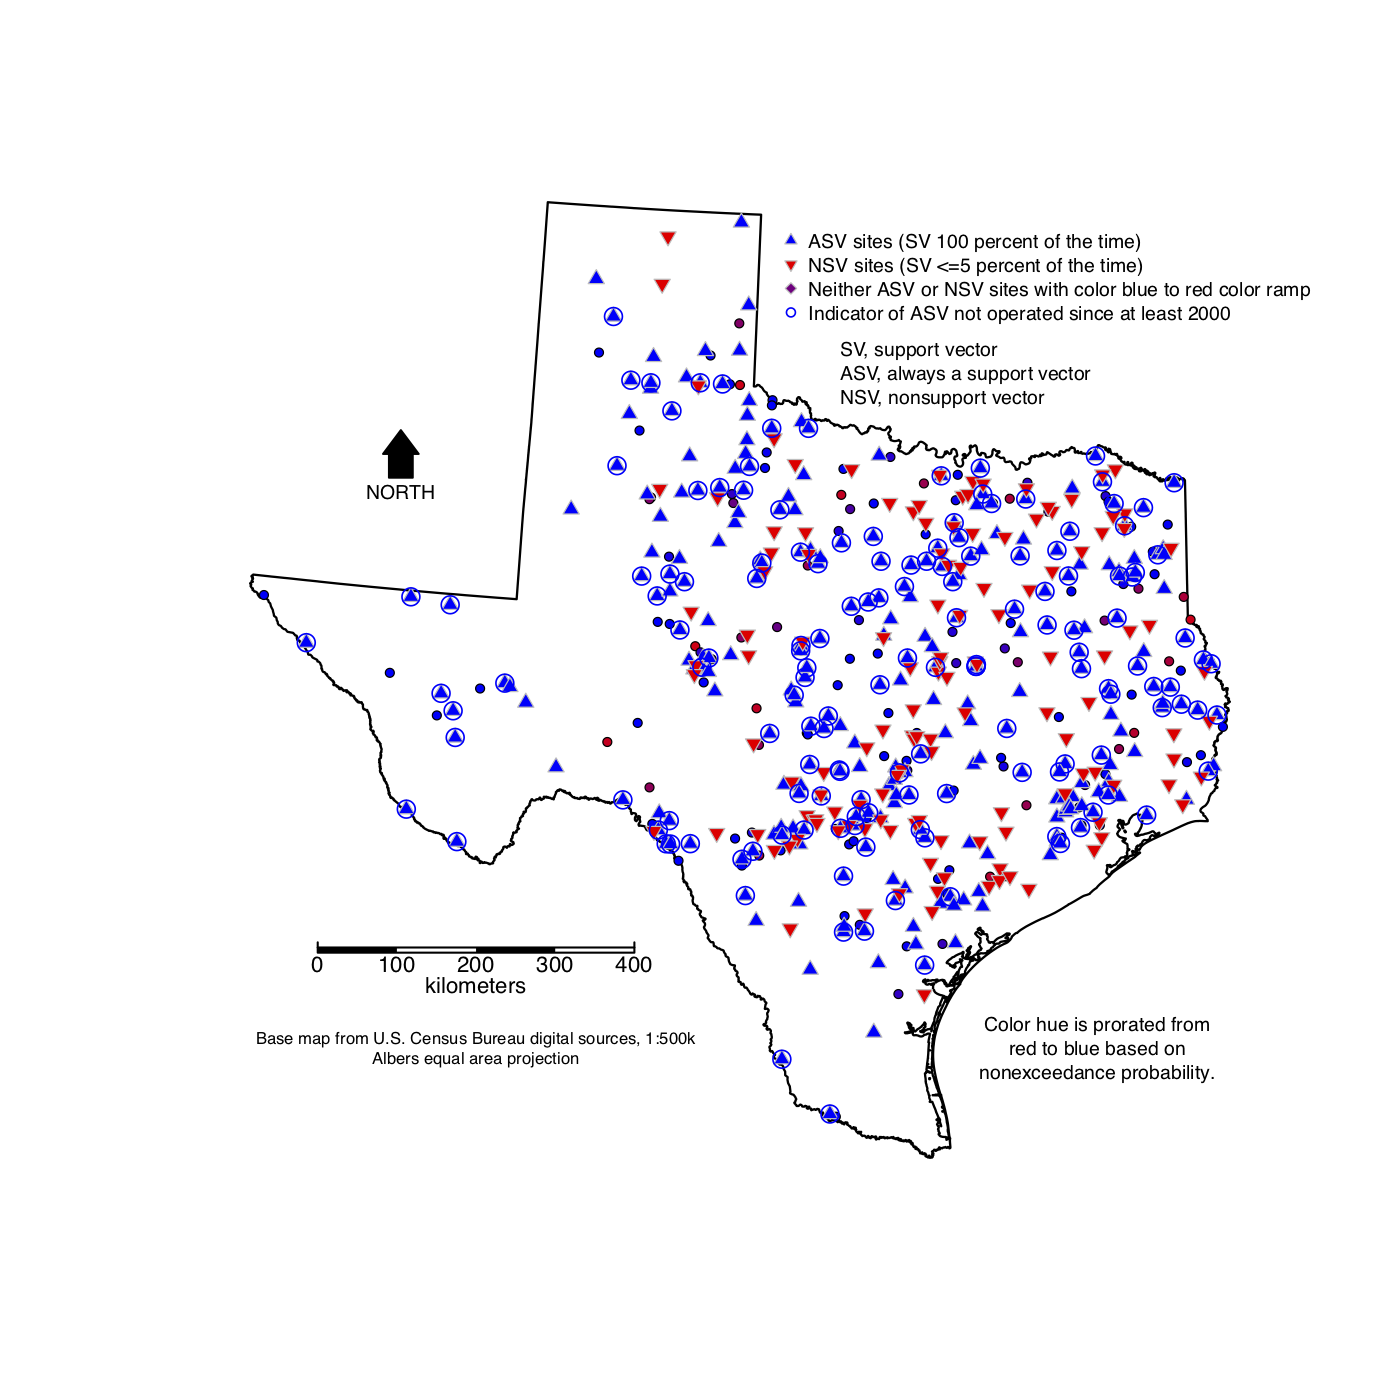 ASV sites (SV 100 percent of the time)
NSV sites (SV <=5 percent of the time)
Neither ASV or NSV sites with color blue to red color ramp
Indicator of ASV not operated since at least 2000
SV, support vector
ASV, always a support vector
NSV, nonsupport vector
NORTH
0 100 200 300 400
kilometers
Base map from U.S. Census Bureau digital sources, 1:500k
Albers equal area projection
Color hue is prorated from
red to blue based on
nonexceedance probability.